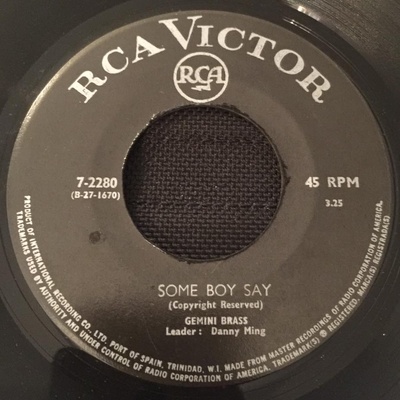 RCA VICTOR
RCA
7-2280
(B-27-1670)
45 RPM
3.25
SOME BOY SAY
(Copyright Reserved)
GEMINI BRASS
Leader : Danny Ming
PRODUCT OF INTERNATIONAL RECORDING CO. LTD. PORT OF SPAIN, TRINIDAD, W.I. MADE FROM MASTER RECORDINGS OF RADIO CORPORATION OF AMERICA.
TRADEMARKS USED BY AUTHORITY AND UNDER CONTROL OF RADIO CORPORATION OF AMERICA. TRADEMARK(S) ® REGISTERED, MARCA(S) REGISTRADA(S)